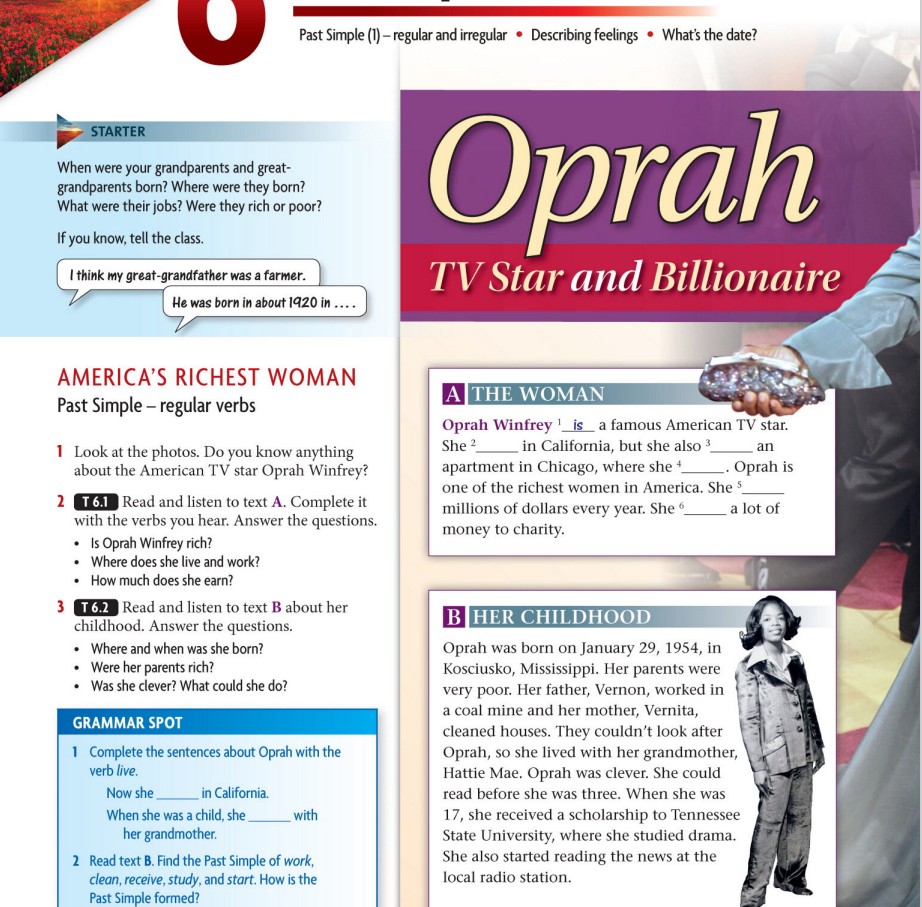 6
Past Simple (1) – regular and irregular • Describing feelings • What's the date?
STARTER
When were your grandparents and great-
grandparents born? Where were they born?
What were their jobs? Were they rich or poor?
If you know, tell the class.
I think my great-grandfather was a farmer.
He was born in about 1920 in ....
AMERICA'S RICHEST WOMAN
Past Simple – regular verbs
1 Look at the photos. Do you know anything
about the American TV star Oprah Winfrey?
2 T 6.1 Read and listen to text A. Complete it
with the verbs you hear. Answer the questions.
• Is Oprah Winfrey rich?
• Where does she live and work?
• How much does she earn?
3 T 6.2 Read and listen to text B about her
childhood. Answer the questions.
• Where and when was she born?
• Were her parents rich?
• Was she clever? What could she do?
GRAMMAR SPOT
1 Complete the sentences about Oprah with the
verb live.
Now she ______ in California.
When she was a child, she ______ with
her grandmother.
2 Read text B. Find the Past Simple of work,
clean, receive, study, and start. How is the
Past Simple formed?
Oprah
TV Star and Billionaire
A THE WOMAN
Oprah Winfrey 1 is a famous American TV star.
She 2_____ in California, but she also 3_____ an
apartment in Chicago, where she 4_____. Oprah is
one of the richest women in America. She 5_____
millions of dollars every year. She 6_____ a lot of
money to charity.
B HER CHILDHOOD
Oprah was born on January 29, 1954, in
Kosciusko, Mississippi. Her parents were
very poor. Her father, Vernon, worked in
a coal mine and her mother, Vernita,
cleaned houses. They couldn't look after
Oprah, so she lived with her grandmother,
Hattie Mae. Oprah was clever. She could
read before she was three. When she was
17, she received a scholarship to Tennessee
State University, where she studied drama.
She also started reading the news at the
local radio station.